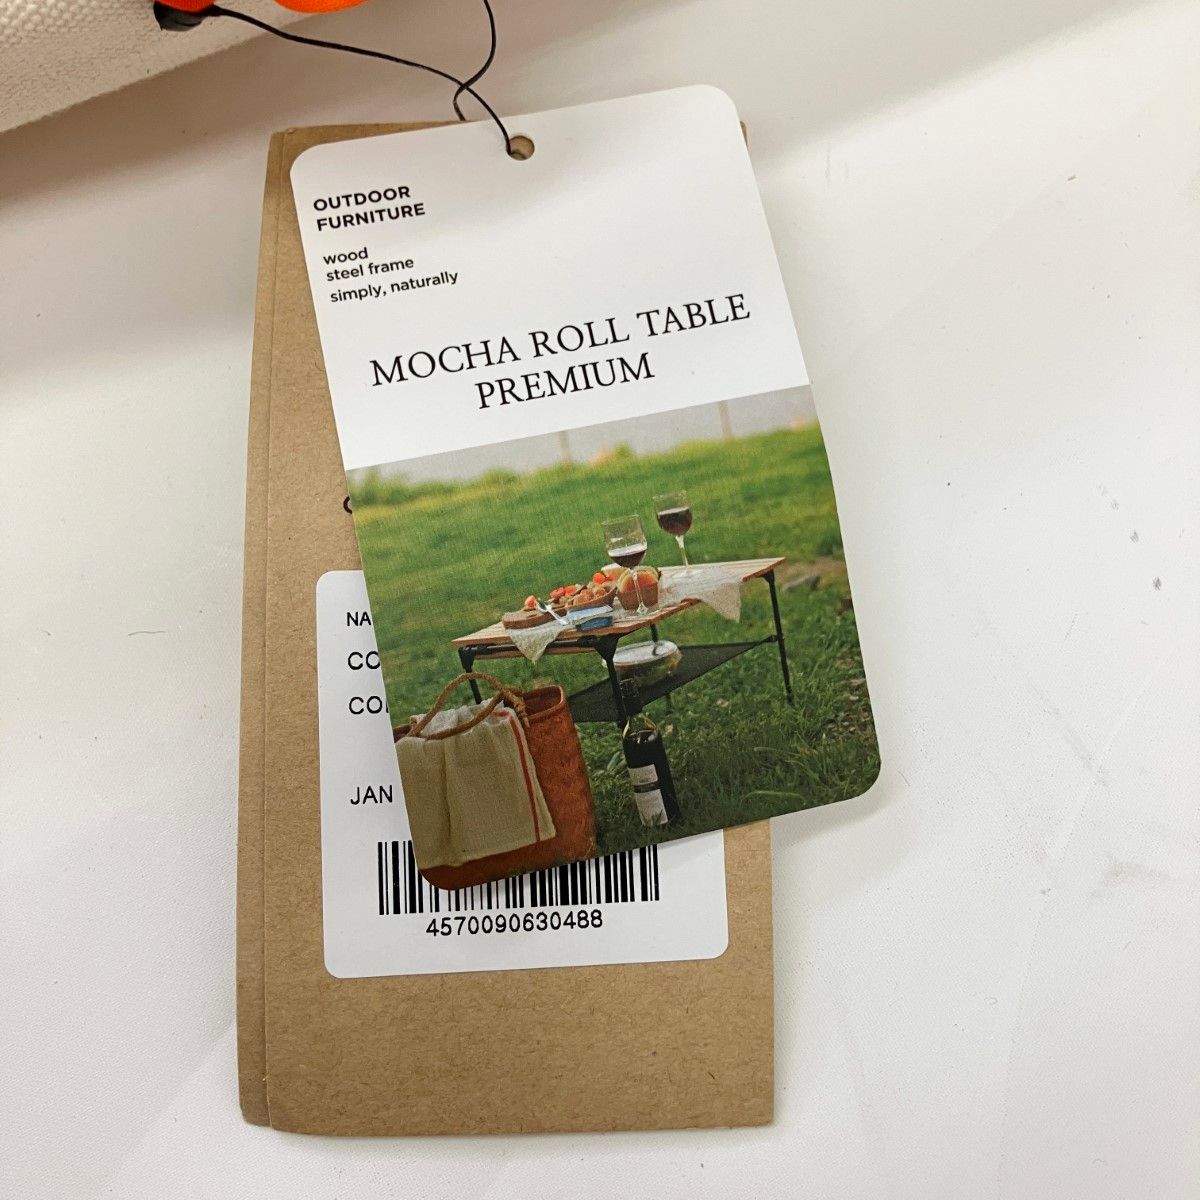 OUTDOOR
FURNITURE
wood
steel frame
simply, naturally
MOCHA ROLL TABLE
PREMIUM
JAN
4570090630488